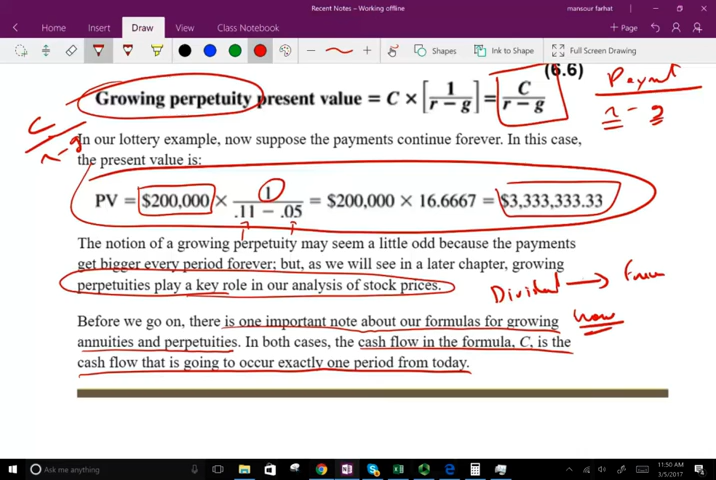 Recent Notes - Working offline
mansour farhat
Home Insert Draw View Class Notebook
+ Page
Shapes Ink to Shape Full Screen Drawing
(6.6)
Growing perpetuity present value = C × [1/(r − g)] = C/(r − g)
Payment
r - g
C
r - g
In our lottery example, now suppose the payments continue forever. In this case,
the present value is:
PV = $200,000 × 1/(.11 − .05) = $200,000 × 16.6667 = $3,333,333.33
The notion of a growing perpetuity may seem a little odd because the payments
get bigger every period forever; but, as we will see in a later chapter, growing
perpetuities play a key role in our analysis of stock prices.
Dividend →
Before we go on, there is one important note about our formulas for growing
annuities and perpetuities. In both cases, the cash flow in the formula, C, is the
cash flow that is going to occur exactly one period from today.
Ask me anything
11:50 AM
3/5/2017